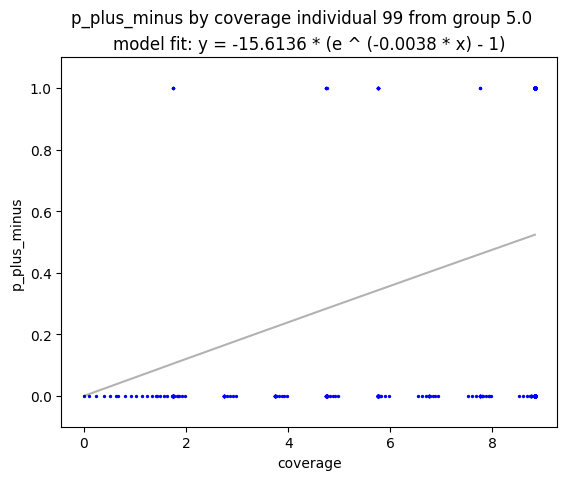 p_plus_minus by coverage individual 99 from group 5.0
model fit: y = -15.6136 * (e ^ (-0.0038 * x) - 1)
1.0
0.8
0.6
0.4
0.2
0.0
p_plus_minus
0 2 4 6 8
coverage